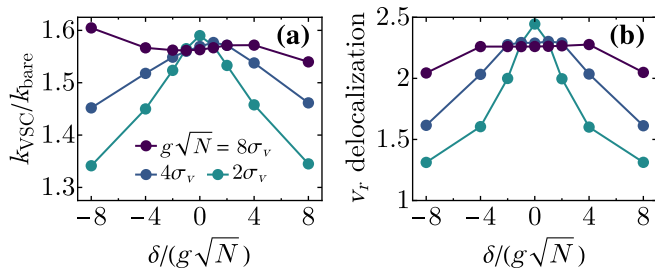 1.6
1.5
1.4
1.3
k_VSC/k_bare
(a)
g√N = 8σ_v
4σ_v 2σ_v
−8 −4 0 4 8
δ/(g√N)
2.5
2
1.5
1
v_r delocalization
(b)
−8 −4 0 4 8
δ/(g√N)